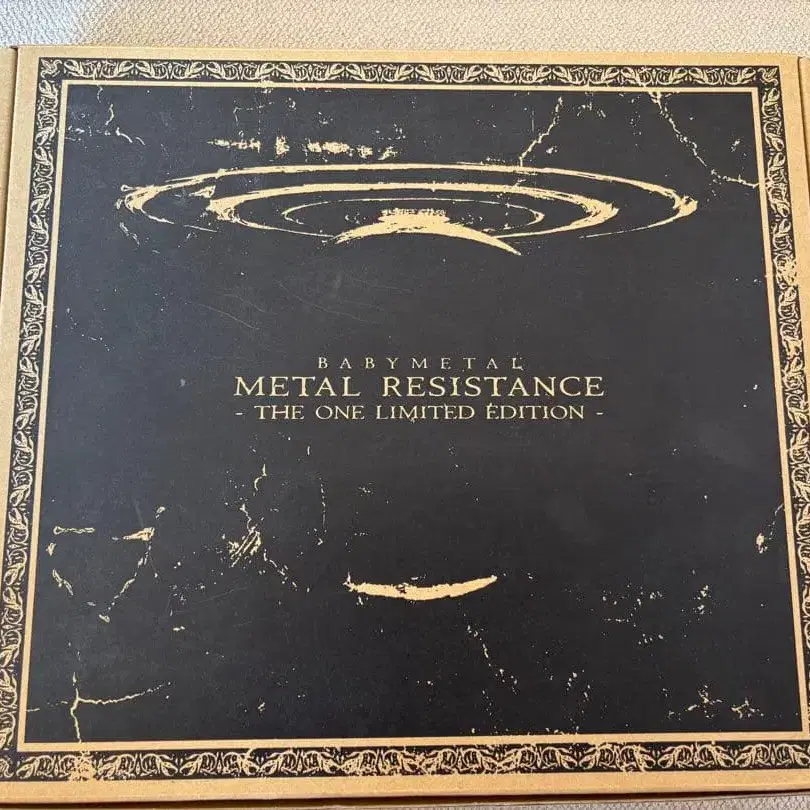 BABYMETAL
METAL RESISTANCE
- THE ONE LIMITED EDITION -